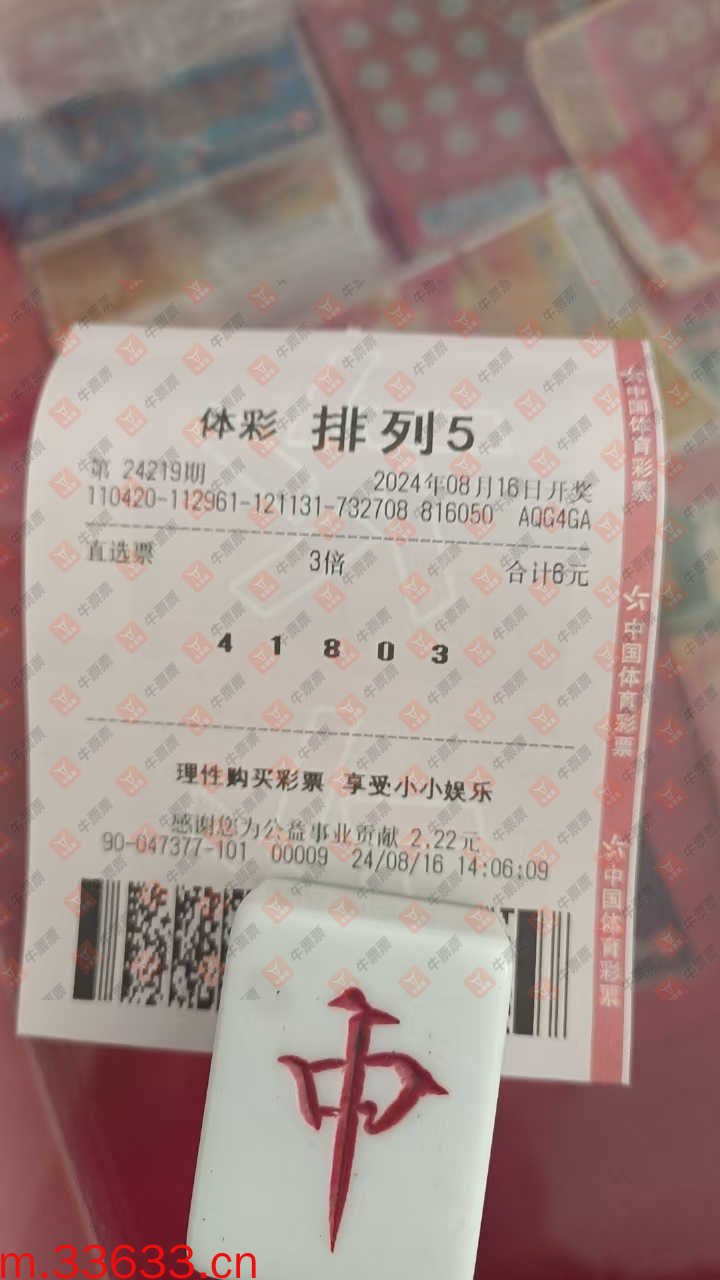 体彩 排列5
第 24219期
2024年08月16日开奖
110420-112961-121131-732708 816050 AQG4GA
直选票 3倍 合计6元
4 1 8 0 3
理性购买彩票 享受小小娱乐
感谢您为公益事业贡献 2.22元
90-047377-101 00009 24/08/16 14:06:09
中国体育彩票
中国体育彩票
中国体育彩票
牛票票
中
m.33633.cn